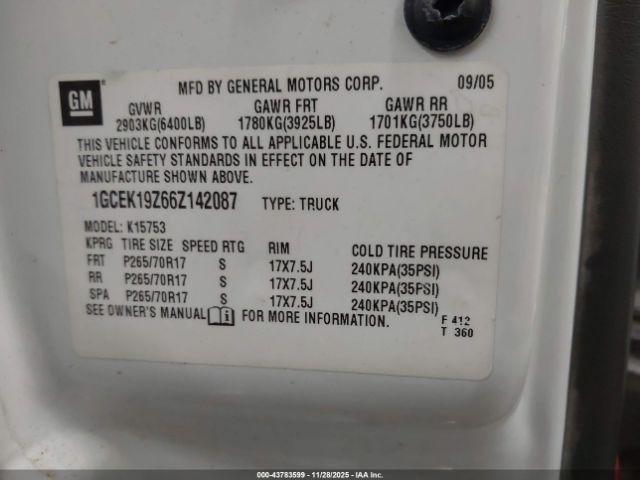 GM
MFD BY GENERAL MOTORS CORP. 09/05
GVWR GAWR FRT GAWR RR
2903KG(6400LB) 1780KG(3925LB) 1701KG(3750LB)
THIS VEHICLE CONFORMS TO ALL APPLICABLE U.S. FEDERAL MOTOR
VEHICLE SAFETY STANDARDS IN EFFECT ON THE DATE OF
MANUFACTURE SHOWN ABOVE.
1GCEK19Z66Z142087 TYPE: TRUCK
MODEL: K15753
KPRG TIRE SIZE SPEED RTG RIM COLD TIRE PRESSURE
FRT P265/70R17 S 17X7.5J 240KPA(35PSI)
RR P265/70R17 S 17X7.5J 240KPA(35PSI)
SPA P265/70R17 S 17X7.5J 240KPA(35PSI)
SEE OWNER'S MANUAL i FOR MORE INFORMATION.
F 412
T 360
000-43783599 | 11/28/2025 | IAA Inc.